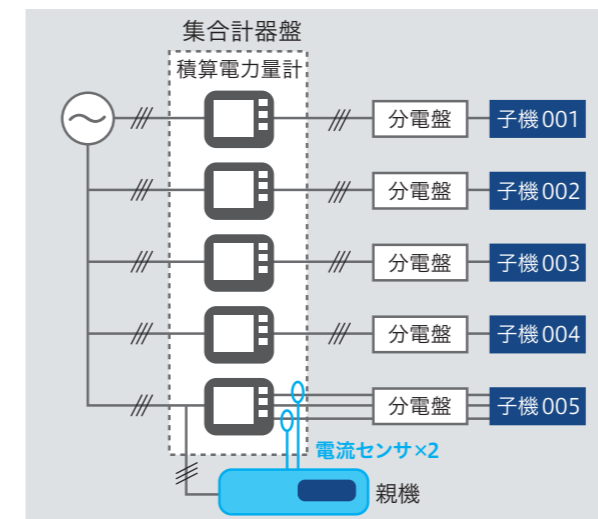 集合計器盤
積算電力量計
分電盤
子機001
分電盤
子機002
分電盤
子機003
分電盤
子機004
分電盤
子機005
電流センサ×2
親機